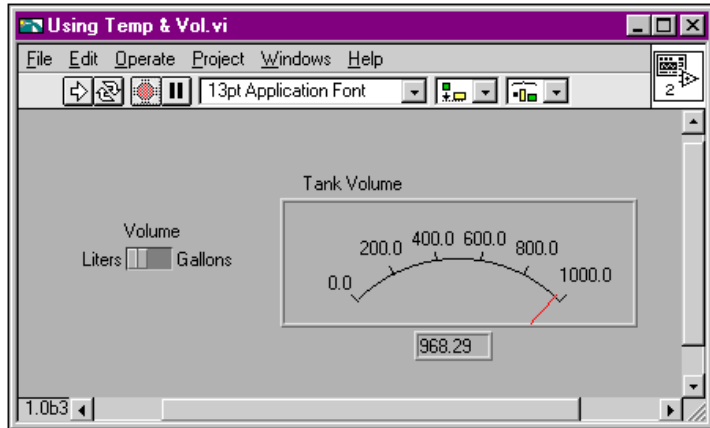 Using Temp & Vol.vi
File Edit Operate Project Windows Help
13pt Application Font
2
Tank Volume
Volume
Liters Gallons
0.0 200.0 400.0 600.0 800.0 1000.0
968.29
1.0b3